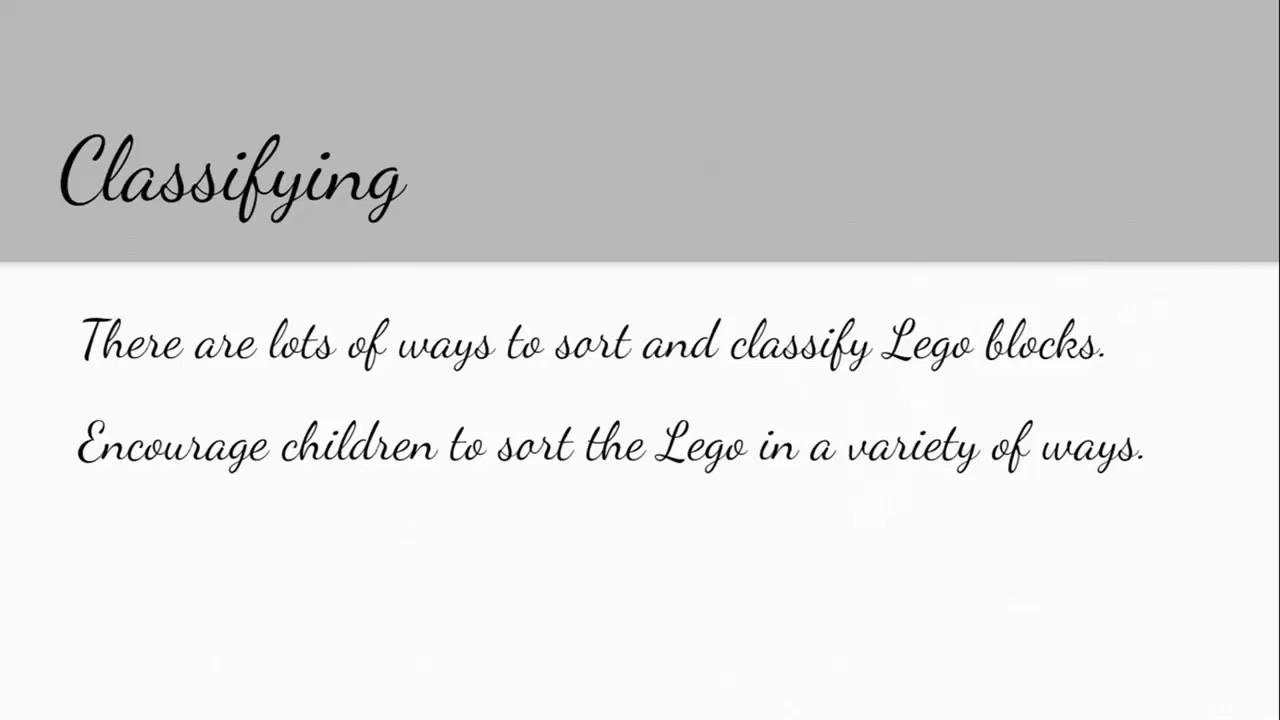 Classifying
There are lots of ways to sort and classify Lego blocks.
Encourage children to sort the Lego in a variety of ways.